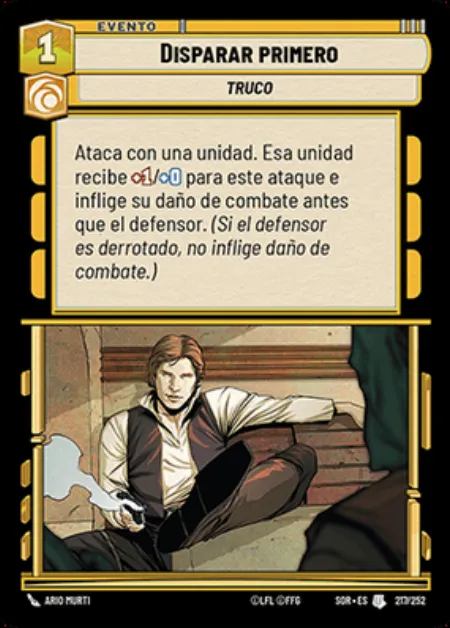 EVENTO
1
DISPARAR PRIMERO
TRUCO
Ataca con una unidad. Esa unidad
recibe +1/+0 para este ataque e
inflige su daño de combate antes
que el defensor. (Si el defensor
es derrotado, no inflige daño de
combate.)
ARIO MURTI
©LFL ©FFG
SOR•ES
217/252